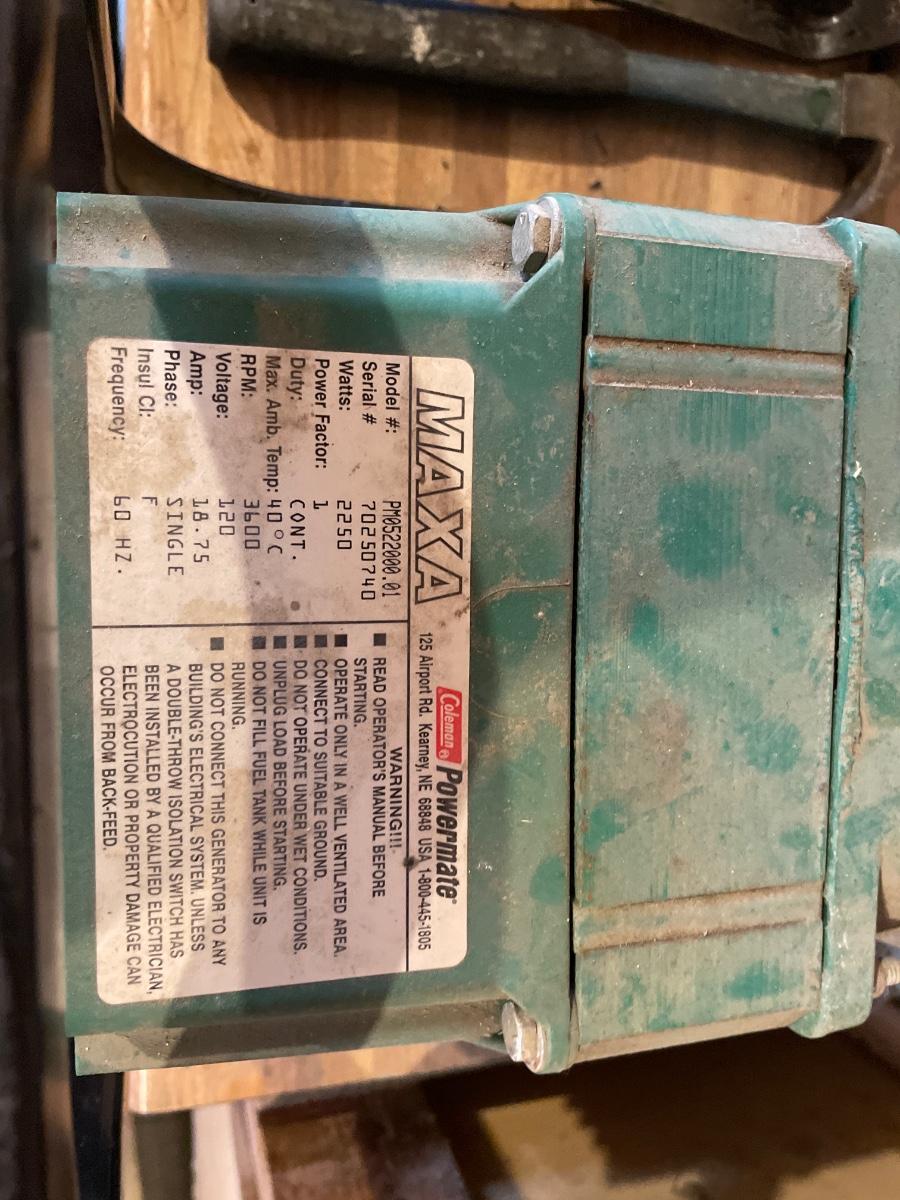 MAXA
Coleman® Powermate®
125 Airport Rd. Kearney, NE 68848 USA 1-800-445-1805
Model #: PM0522000.01
Serial # 70250740
Watts: 2250
Power Factor: 1
Duty: CONT.
Max. Amb. Temp: 40°C
RPM: 3600
Voltage: 120
Amp: 18.75
Phase: SINGLE
Insul Cl: F
Frequency: 60 HZ.
WARNING!!!
■ READ OPERATOR'S MANUAL BEFORE
STARTING.
■ OPERATE ONLY IN A WELL VENTILATED AREA.
■ CONNECT TO SUITABLE GROUND.
■ DO NOT OPERATE UNDER WET CONDITIONS.
■ UNPLUG LOAD BEFORE STARTING.
■ DO NOT FILL FUEL TANK WHILE UNIT IS
RUNNING.
■ DO NOT CONNECT THIS GENERATOR TO ANY
BUILDING'S ELECTRICAL SYSTEM. UNLESS
A DOUBLE-THROW ISOLATION SWITCH HAS
BEEN INSTALLED BY A QUALIFIED ELECTRICIAN,
ELECTROCUTION OR PROPERTY DAMAGE CAN
OCCUR FROM BACK-FEED.